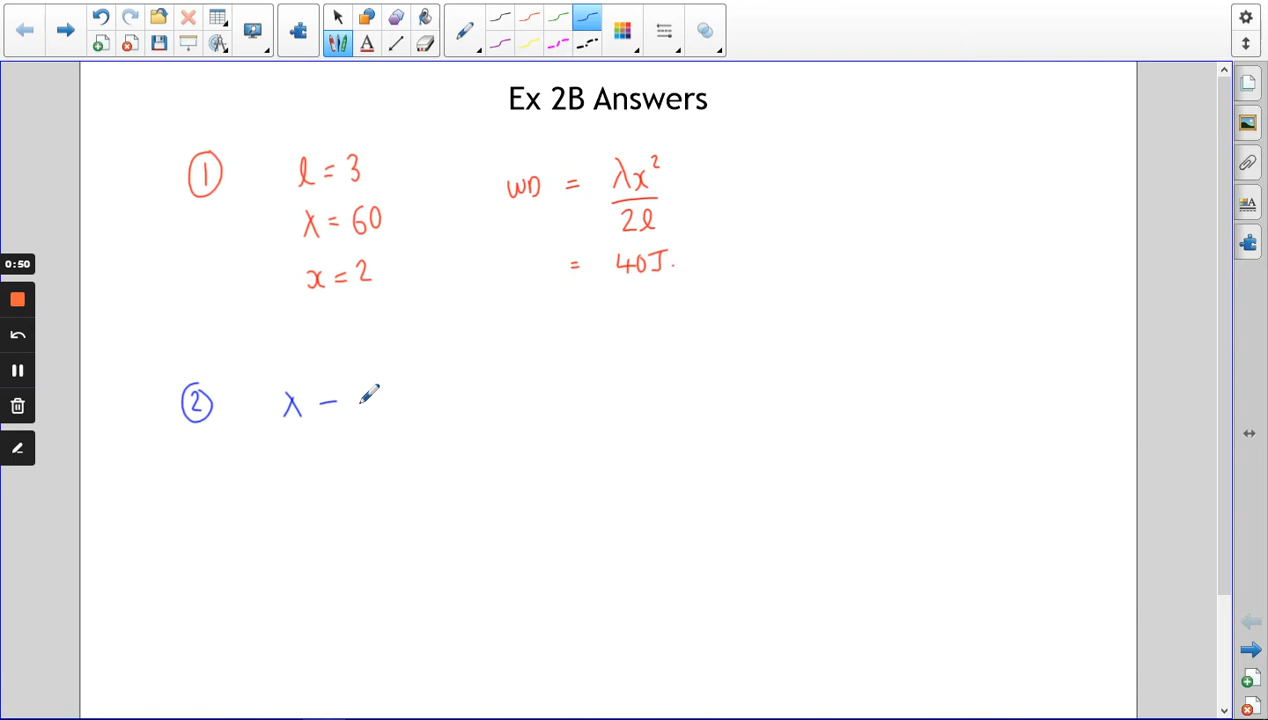 Ex 2B Answers
① l = 3
λ = 60
x = 2
WD = λx² / 2l
= 40J.
0:50
② λ –